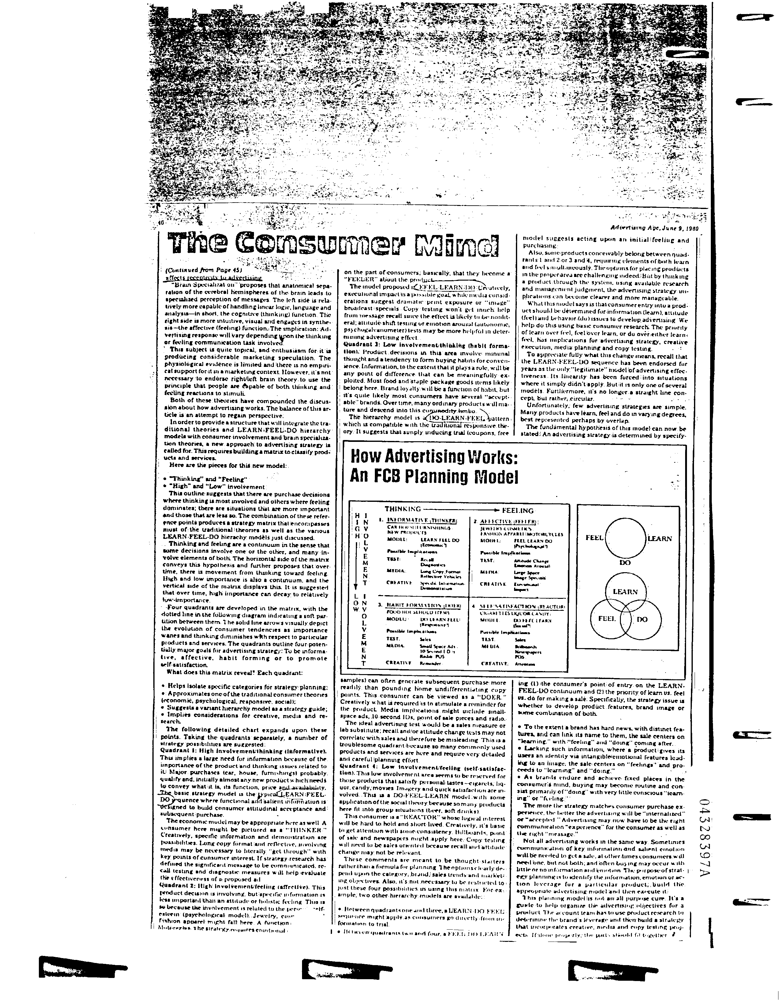 46
Advertising Age, June 9, 1980
The Consumer Mind
(Continued from Page 45)
affects receptivity to advertising.
"Brain Specialization" proposes that anatomical separation of the cerebral hemispheres of the brain leads to
specialized perception of messages. The left side is relatively more capable of handling linear logic, language and
analysis—in short, the cognitive (thinking) function. The
right side is more intuitive, visual and engages in synthesis—the affective (feeling) function. The implication: Advertising response will vary depending upon the thinking
or feeling communication task involved.
This subject is quite topical, and enthusiasm for it is
producing considerable marketing speculation. The
physiological evidence is limited and there is no empirical support for it in a marketing context. However, it's not
necessary to endorse right/left brain theory to use the
principle that people are capable of both thinking and
feeling reactions to stimuli.
Both of these theories have compounded the discussion about how advertising works. The balance of this article is an attempt to regain perspective.
In order to provide a structure that will integrate the traditional theories and LEARN-FEEL-DO hierarchy
models with consumer involvement and brain specialization theories, a new approach to advertising strategy is
called for. This requires building a matrix to classify products and services.
Here are the pieces for this new model:
• "Thinking" and "Feeling"
• "High" and "Low" involvement
This outline suggests that there are purchase decisions
where thinking is most involved and others where feeling
dominates; there are situations that are more important
and those that are less so. The combination of these reference points produces a strategy matrix that encompasses
most of the traditional theories as well as the various
LEARN-FEEL-DO hierarchy models just discussed.
Thinking and feeling are a continuum in the sense that
some decisions involve one or the other, and many involve elements of both. The horizontal side of the matrix
conveys this hypothesis and further proposes that over
time, there is movement from thinking toward feeling.
High and low importance is also a continuum, and the
vertical side of the matrix displays this. It is suggested
that over time, high importance can decay to relatively
low-importance.
Four quadrants are developed in the matrix, with the
dotted line in the following diagram indicating a soft partition between them. The solid line arrows visually depict
the evolution of consumer tendencies as importance
wanes and thinking diminishes with respect to particular
products and services. The quadrants outline four potentially major goals for advertising strategy: To be informative, affective, habit forming or to promote
self satisfaction.
What does this matrix reveal? Each quadrant:
• Helps isolate specific categories for strategy planning;
• Approximates one of the traditional consumer theories
(economic, psychological, responsive, social);
• Suggests a variant hierarchy model as a strategy guide;
• Implies considerations for creative, media and research.
The following detailed chart expands upon these
points. Taking the quadrants separately, a number of
strategy possibilities are suggested.
Quadrant 1: High Involvement/thinking (informative).
This implies a large need for information because of the
importance of the product and thinking issues related to
it. Major purchases (car, house, furnishings) probably
qualify and, initially almost any new product which needs
to convey what it is, its function, price and availability.
The basic strategy model is the typical LEARN-FEEL-
DO sequence where functional and salient information is
designed to build consumer attitudinal acceptance and
subsequent purchase.
The economic model may be appropriate here as well. A
consumer here might be pictured as a "THINKER."
Creatively, specific information and demonstration are
possibilities. Long copy format and reflective, involving
media may be necessary to literally "get through" with
key points of consumer interest. If strategy research has
defined the significant message to be communicated, recall testing and diagnostic measures will help evaluate
the effectiveness of a proposed ad.
Quadrant 2: High involvement/feeling (affective). This
product decision is involving, but specific information is
less important than an attitude or holistic feeling. This is
so because the involvement is related to the
esteem (psychological model). Jewelry,
fashion apparel might fall here. A function:
Motorcycles. The strategy requires emotional
on the part of consumers; basically, that they become a
"FEELER" about the product.
The model proposed is FEEL-LEARN-DO. Creatively,
executional impact is a possible goal, while media considerations suggest dramatic print exposure or "image"
broadcast specials. Copy testing won't get much help
from message recall since the effect is likely to be nonliteral; attitude shift testing or emotion arousal (autonomic,
psychogalvanometer) tests may be more helpful in determining advertising effect.
Quadrant 3: Low involvement/thinking (habit formation). Product decisions in this area involve minimal
thought and a tendency to form buying habits for convenience. Information, to the extent that it plays a role, will be
any point of difference that can be meaningfully exploited. Most food and staple package goods items likely
belong here. Brand loyalty will be a function of habit, but
it's quite likely most consumers have several "acceptable" brands. Over time, many ordinary products will mature and descend into this commodity limbo.
The hierarchy model is DO-LEARN-FEEL, pattern
which is compatible with the traditional responsive theory. It suggests that simply inducing trial (coupons, free
model suggests acting upon an initial feeling and
purchasing.
Also, some products conceivably belong between quadrants 1 and 2 or 3 and 4, requiring elements of both learn
and feel simultaneously. The options for placing products
in the proper area are challenging indeed. But by thinking
a product through the system, using available research
and management judgment, the advertising strategy implications can become clearer and more manageable.
What this model says is that consumer entry into a product should be determined for information (learn), attitude
(feel) and behavior (do) issues to develop advertising. We
help do this using basic consumer research. The priority
of learn over feel, feel over learn, or do over either learn-
feel, has implications for advertising strategy, creative
execution, media planning and copy testing.
To appreciate fully what this change means, recall that
the LEARN-FEEL-DO sequence has been endorsed for
years as the only "legitimate" model of advertising effectiveness. Its linearity has been forced into situations
where it simply didn't apply. But it is only one of several
models. Furthermore, it's no longer a straight line concept, but rather, circular.
Unfortunately, few advertising strategies are simple.
Many products have learn, feel and do in varying degrees,
best represented perhaps by overlap.
The fundamental hypothesis of this model can now be
stated: An advertising strategy is determined by specify-
How Advertising Works:
An FCB Planning Model
THINKING
FEELING
HIGH INVOLVEMENT
LOW INVOLVEMENT
1. INFORMATIVE (THINKER)
CAR-HOUSE-FURNISHINGS-
NEW PRODUCTS
MODEL: LEARN-FEEL-DO
(Economic?)
Possible Implications
TEST: Recall
Diagnostics
MEDIA: Long Copy Format
Reflective Vehicles
CREATIVE: Specific Information
Demonstration
2. AFFECTIVE (FEELER)
JEWELRY-COSMETICS-
FASHION APPAREL-MOTORCYCLES
MODEL: FEEL-LEARN-DO
(Psychological?)
Possible Implications
TEST: Attitude Change
Emotion Arousal
MEDIA: Large Space
Image Specials
CREATIVE: Executional
Impact
3. HABIT FORMATION (DOER)
FOOD-HOUSEHOLD ITEMS
MODEL: DO-LEARN-FEEL
(Responsive?)
Possible Implications
TEST: Sales
MEDIA: Small Space Ads
10 Second I.D.'s
Radio; POS
CREATIVE: Reminder
4. SELF-SATISFACTION (REACTOR)
CIGARETTES-LIQUOR-CANDY
MODEL: DO-FEEL-LEARN
(Social?)
Possible Implications
TEST: Sales
MEDIA: Billboards
Newspapers
POS
CREATIVE: Attention
FEEL
LEARN
DO
LEARN
FEEL
DO
samples) can often generate subsequent purchase more
readily than pounding home undifferentiating copy
points. This consumer can be viewed as a "DOER."
Creatively what is required is to stimulate a reminder for
the product. Media implications might include small-
space ads, 10 second IDs, point of sale pieces and radio.
The ideal advertising test would be a sales measure or
lab substitute; recall and/or attitude change tests may not
correlate with sales and therefore be misleading. This is a
troublesome quadrant because so many commonly used
products and services are here and require very detailed
and careful planning effort.
Quadrant 4: Low involvement/feeling (self-satisfaction). This low involvement area seems to be reserved for
those products that satisfy personal tastes—cigarets, liquor, candy, movies. Imagery and quick satisfaction are involved. This is a DO-FEEL-LEARN model with some
application of the social theory because so many products
here fit into group situations (beer, soft drinks).
This consumer is a "REACTOR" whose logical interest
will be hard to hold and short lived. Creatively, it's basic
to get attention with some consistency. Billboards, point
of sale and newspapers might apply here. Copy testing
will need to be sales oriented because recall and attitude
change may not be relevant.
These comments are meant to be thought-starters
rather than a formula for planning. The options clearly depend upon the category, brand, sales trends and marketing objectives. Also, it's not necessary to be restricted to
just these four possibilities in using this matrix. For example, two other hierarchy models are available:
• Between quadrants one and three, a LEARN-DO-FEEL
sequence might apply as consumers go directly from information to trial.
• Between quadrants two and four, a FEEL-DO-LEARN
ing (1) the consumer's point of entry on the LEARN-
FEEL-DO continuum and (2) the priority of learn vs. feel
vs. do for making a sale. Specifically, the strategy issue is
whether to develop product features, brand image or
some combination of both.
• To the extent a brand has hard news, with distinct features, and can link its name to them, the sale centers on
"learning," with "feeling" and "doing" coming after.
• Lacking such information, where a product gives its
users an identity via intangible/emotional features leading to an image, the sale centers on "feelings" and proceeds to "learning" and "doing."
• As brands endure and achieve fixed places in the
consumer's mind, buying may become routine and consist primarily of "doing" with very little conscious "learning" or "feeling."
The more the strategy matches consumer purchase experience, the better the advertising will be "internalized"
or "accepted." Advertising may now have to be the right
communication "experience" for the consumer as well as
the right "message."
Not all advertising works in the same way. Sometimes
communication of key information and salient emotion
will be needed to get a sale, at other times consumers will
need one, but not both; and often buying may occur with
little or no information and emotion. The purpose of strategy planning is to identify the information, emotion or action leverage for a particular product, build the
appropriate advertising model and then execute it.
This planning model is not an all purpose cure. It's a
guide to help organize the advertising objectives for a
product. The account team has to use product research to
determine the brand's leverage and then build a strategy
that incorporates creative, media and copy testing projects. If done properly, the parts should fit together.
04328397A